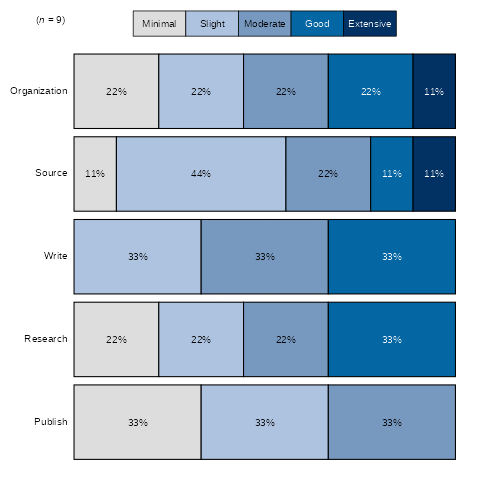 (n = 9)
Minimal Slight Moderate Good Extensive
Organization 22% 22% 22% 22% 11%
Source 11% 44% 22% 11% 11%
Write 33% 33% 33%
Research 22% 22% 22% 33%
Publish 33% 33% 33%